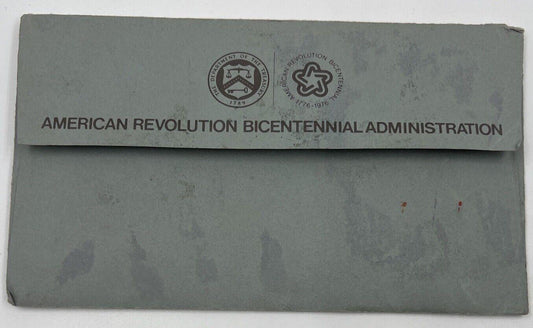 THE DEPARTMENT OF THE TREASURY
1789
AMERICAN REVOLUTION BICENTENNIAL
1776-1976
AMERICAN REVOLUTION BICENTENNIAL ADMINISTRATION